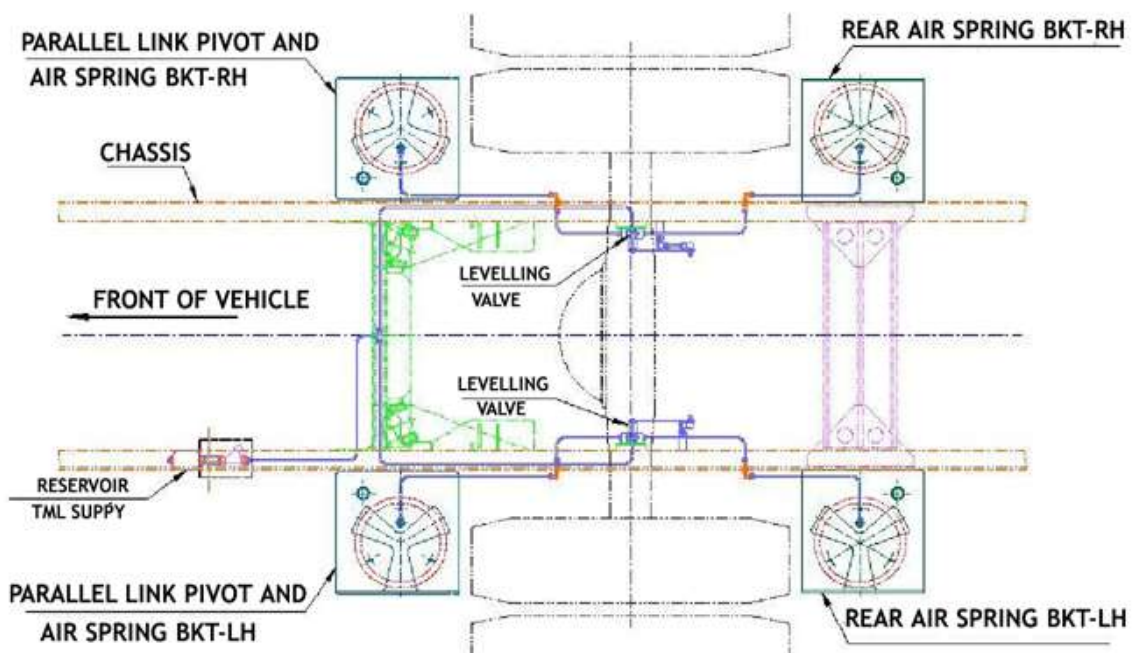 PARALLEL LINK PIVOT AND
AIR SPRING BKT-RH
REAR AIR SPRING BKT-RH
CHASSIS
LEVELLING
VALVE
FRONT OF VEHICLE
LEVELLING
VALVE
RESERVOIR
TML SUPPLY
PARALLEL LINK PIVOT AND
AIR SPRING BKT-LH
REAR AIR SPRING BKT-LH